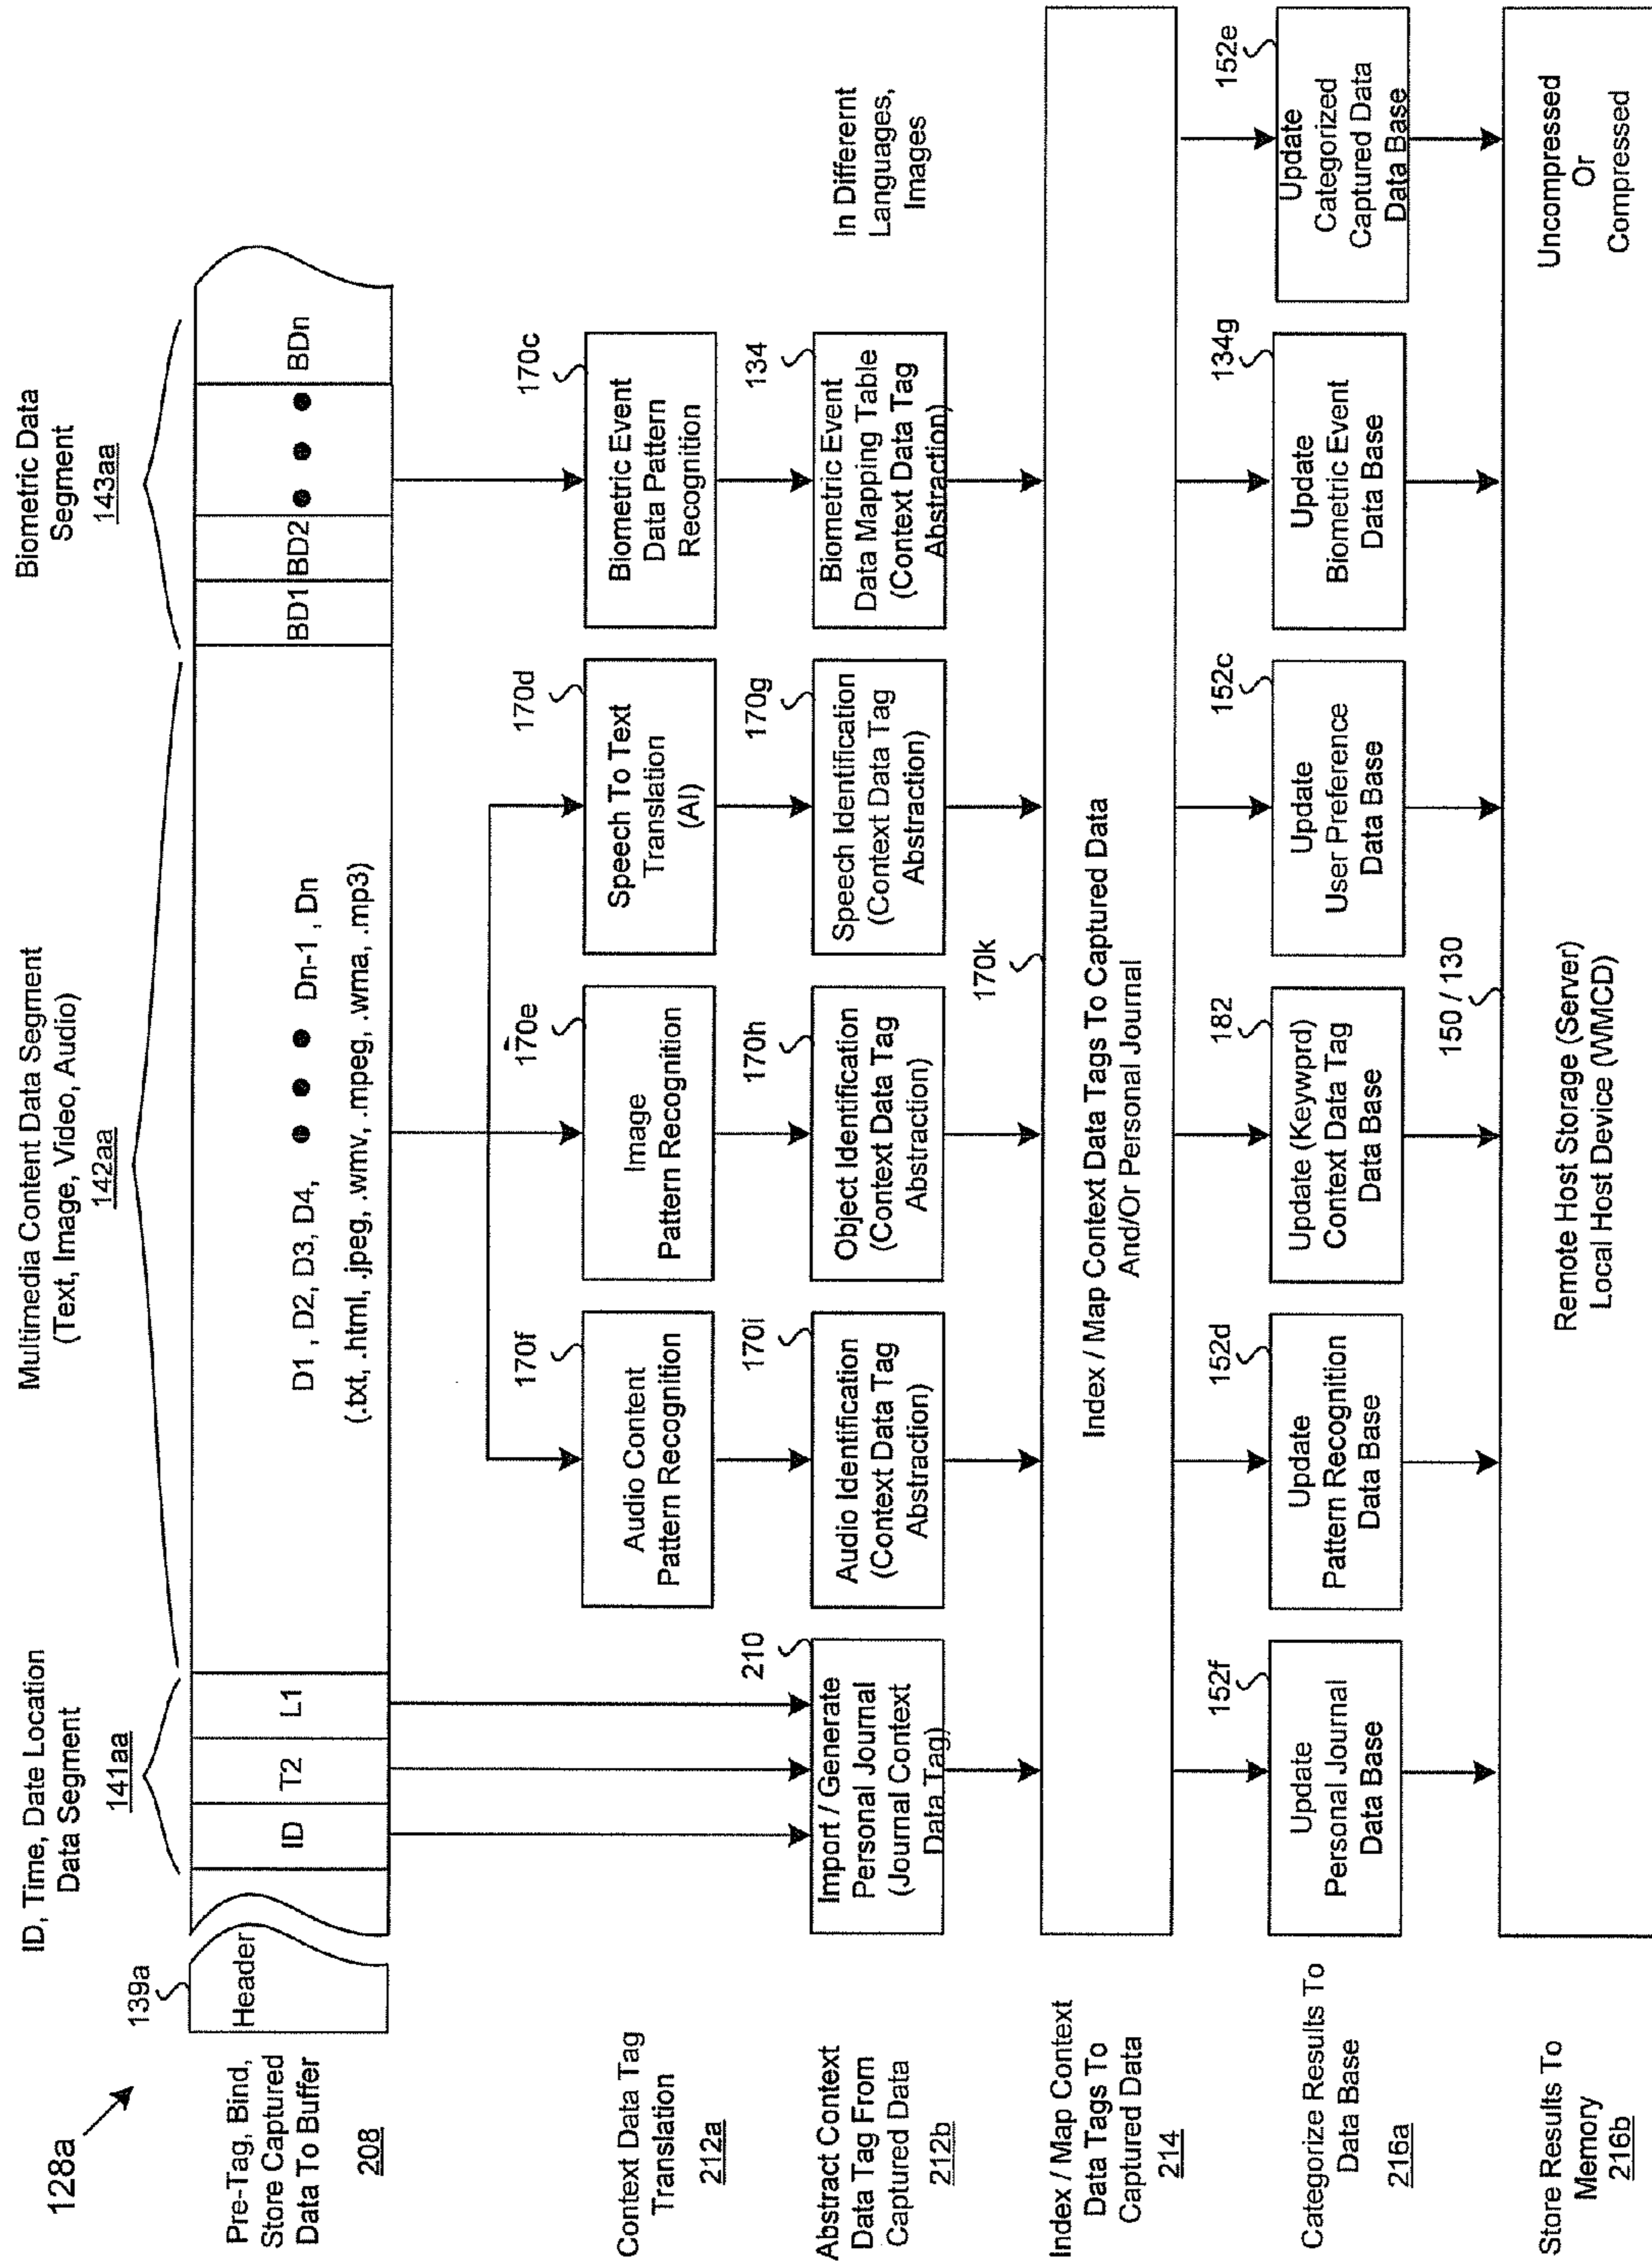 128a
ID, Time, Date Location
Data Segment
141aa
Multimedia Content Data Segment
(Text, Image, Video, Audio)
142aa
Biometric Data
Segment
143aa
Pre-Tag, Bind,
Store Captured
Data To Buffer
208
139a
Header
ID
T2
L1
D1 , D2, D3, D4, ● ● ● Dn-1 , Dn
(.txt, .html, .jpeg, .wmv, .mpeg, .wma, .mp3)
BD1
BD2
● ● ●
BDn
Context Data Tag
Translation
212a
170f
Audio Content
Pattern Recognition
170e
Image
Pattern Recognition
170d
Speech To Text
Translation
(AI)
170c
Biometric Event
Data Pattern
Recognition
Abstract Context
Data Tag From
Captured Data
212b
210
Import / Generate
Personal Journal
(Journal Context
Data Tag)
170i
Audio Identification
(Context Data Tag
Abstraction)
170h
Object Identification
(Context Data Tag
Abstraction)
170g
Speech Identification
(Context Data Tag
Abstraction)
134
Biometric Event
Data Mapping Table
(Context Data Tag
Abstraction)
In Differernt
Languages,
Images
Index / Map Context
Data Tags To
Captured Data
214
170k
Index / Map Context Data Tags To Captured Data
And/Or Personal Journal
Categorize Results To
Data Base
216a
152f
Update
Personal Journal
Data Base
152d
Update
Pattern Recognition
Data Base
182
Update (Keywprd)
Context Data Tag
Data Base
152c
Update
User Preference
Data Base
134g
Update
Biometric Event
Data Base
152e
Update
Categorized
Captured Data
Data Base
Store Results To
Memory
216b
150 / 130
Remote Host Storage (Server)
Local Host Device (WMCD)
Uncompressed
Or
Compressed